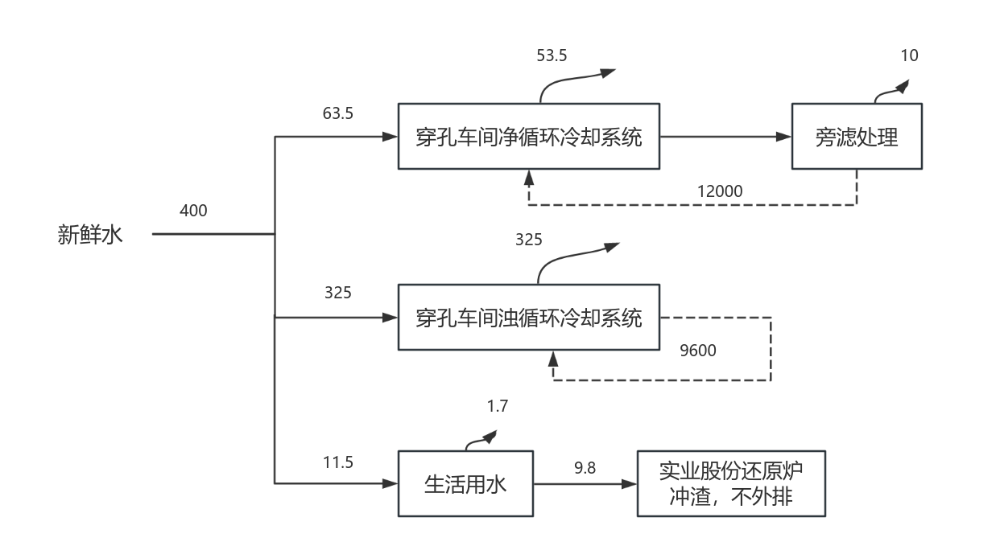 53.5
10
63.5
穿孔车间净循环冷却系统
旁滤处理
12000
400
新鲜水
325
325
穿孔车间浊循环冷却系统
9600
1.7
11.5
生活用水
9.8
实业股份还原炉
冲渣，不外排